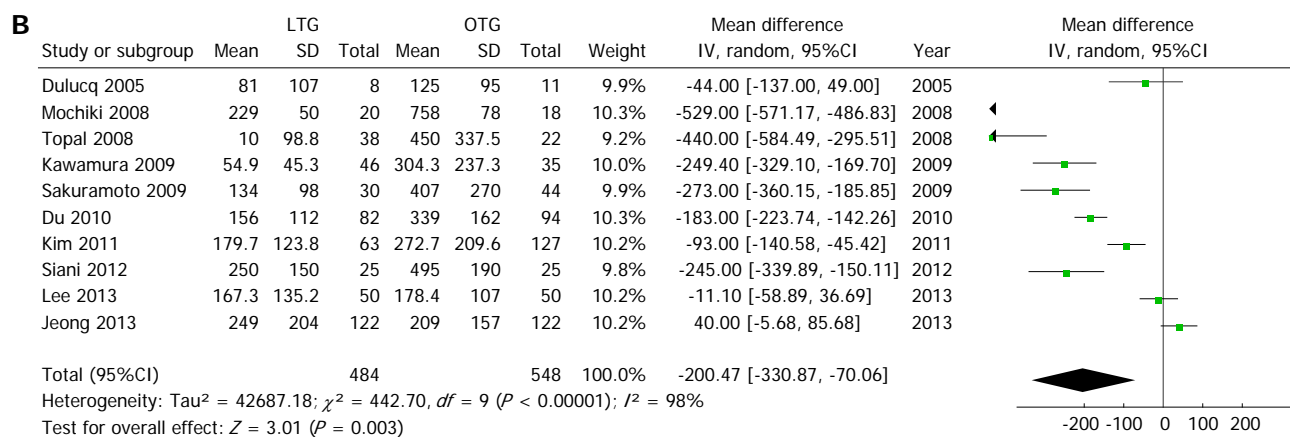 B LTG OTG Mean difference Mean difference
Study or subgroup Mean SD Total Mean SD Total Weight IV, random, 95%CI Year IV, random, 95%CI
Dulucq 2005 81 107 8 125 95 11 9.9% -44.00 [-137.00, 49.00] 2005
Mochiki 2008 229 50 20 758 78 18 10.3% -529.00 [-571.17, -486.83] 2008
Topal 2008 10 98.8 38 450 337.5 22 9.2% -440.00 [-584.49, -295.51] 2008
Kawamura 2009 54.9 45.3 46 304.3 237.3 35 10.0% -249.40 [-329.10, -169.70] 2009
Sakuramoto 2009 134 98 30 407 270 44 9.9% -273.00 [-360.15, -185.85] 2009
Du 2010 156 112 82 339 162 94 10.3% -183.00 [-223.74, -142.26] 2010
Kim 2011 179.7 123.8 63 272.7 209.6 127 10.2% -93.00 [-140.58, -45.42] 2011
Siani 2012 250 150 25 495 190 25 9.8% -245.00 [-339.89, -150.11] 2012
Lee 2013 167.3 135.2 50 178.4 107 50 10.2% -11.10 [-58.89, 36.69] 2013
Jeong 2013 249 204 122 209 157 122 10.2% 40.00 [-5.68, 85.68] 2013
Total (95%CI) 484 548 100.0% -200.47 [-330.87, -70.06]
Heterogeneity: Tau² = 42687.18; χ² = 442.70, df = 9 (P < 0.00001); I² = 98%
Test for overall effect: Z = 3.01 (P = 0.003)
-200 -100 0 100 200